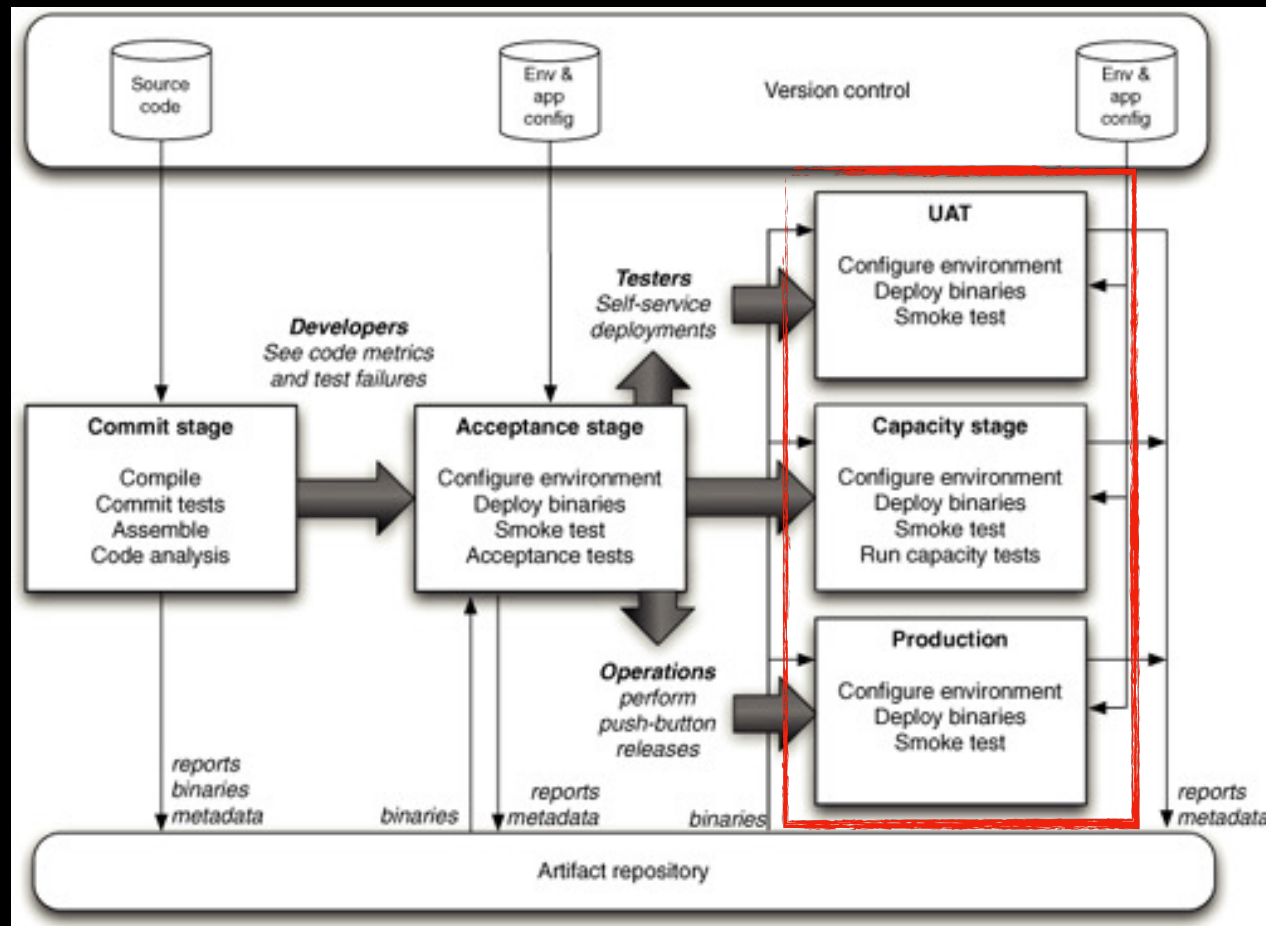 Source
code
Env &
app
config
Version control
Env &
app
config
UAT
Configure environment
Deploy binaries
Smoke test
Testers
Self-service
deployments
Developers
See code metrics
and test failures
Commit stage
Compile
Commit tests
Assemble
Code analysis
Acceptance stage
Configure environment
Deploy binaries
Smoke test
Acceptance tests
Capacity stage
Configure environment
Deploy binaries
Smoke test
Run capacity tests
Operations
perform
push-button
releases
Production
Configure environment
Deploy binaries
Smoke test
reports
binaries
metadata
binaries
reports
metadata
binaries
reports
metadata
Artifact repository